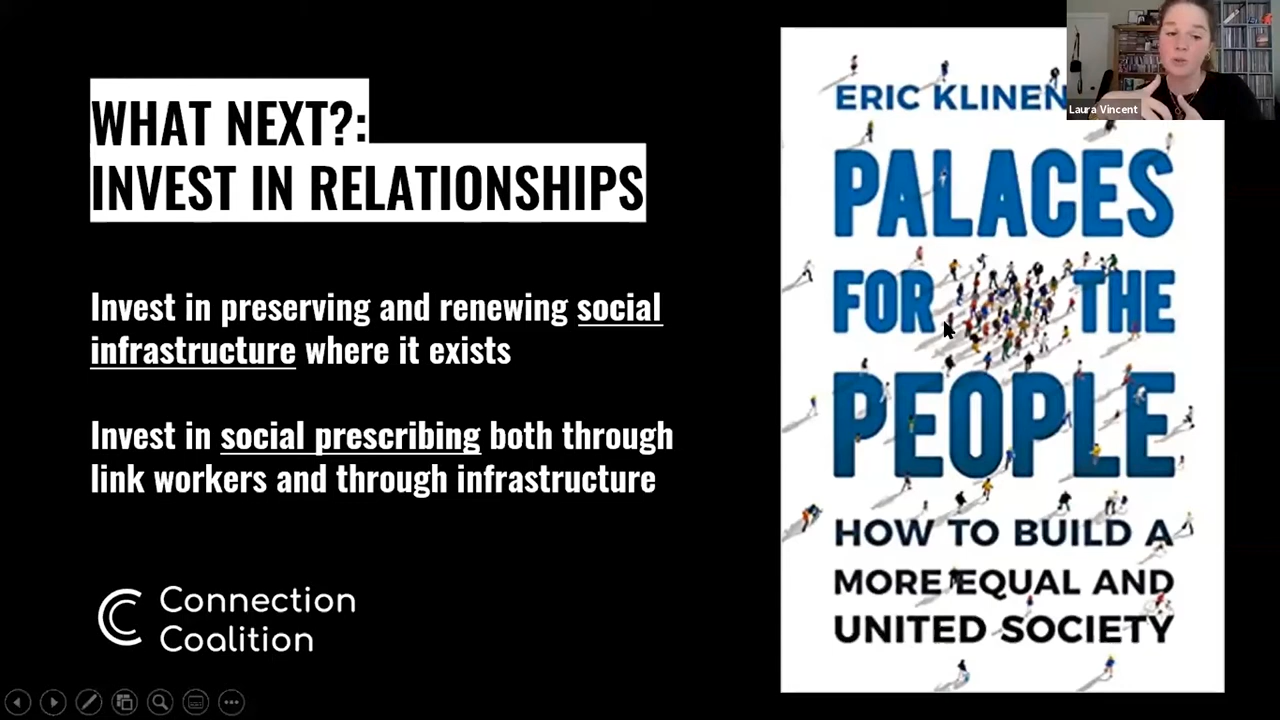 WHAT NEXT?:
INVEST IN RELATIONSHIPS
Invest in preserving and renewing social
infrastructure where it exists
Invest in social prescribing both through
link workers and through infrastructure
Connection
Coalition
ERIC KLINEN
PALACES
FOR THE
PEOPLE
HOW TO BUILD A
MORE EQUAL AND
UNITED SOCIETY
Laura Vincent